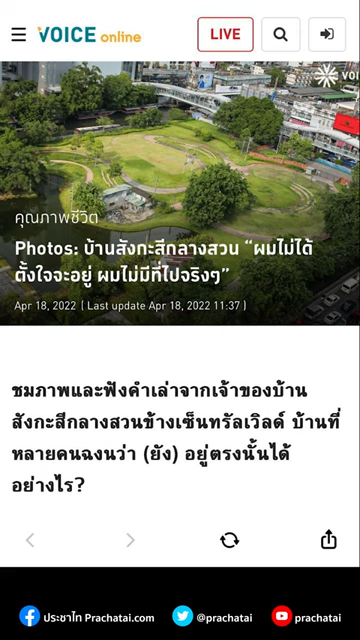 VOICE online
LIVE
VOI
คุณภาพชีวิต
Photos: บ้านสังกะสีกลางสวน “ผมไม่ได้
ตั้งใจจะอยู่ ผมไม่มีที่ไปจริงๆ”
Apr 18, 2022 ( Last update Apr 18, 2022 11:37 )
ชมภาพและฟังคำเล่าจากเจ้าของบ้าน
สังกะสีกลางสวนข้างเซ็นทรัลเวิลด์ บ้านที่
หลายคนฉงนว่า (ยัง) อยู่ตรงนั้นได้
อย่างไร?
ประชาไท Prachatai.com @prachatai prachatai